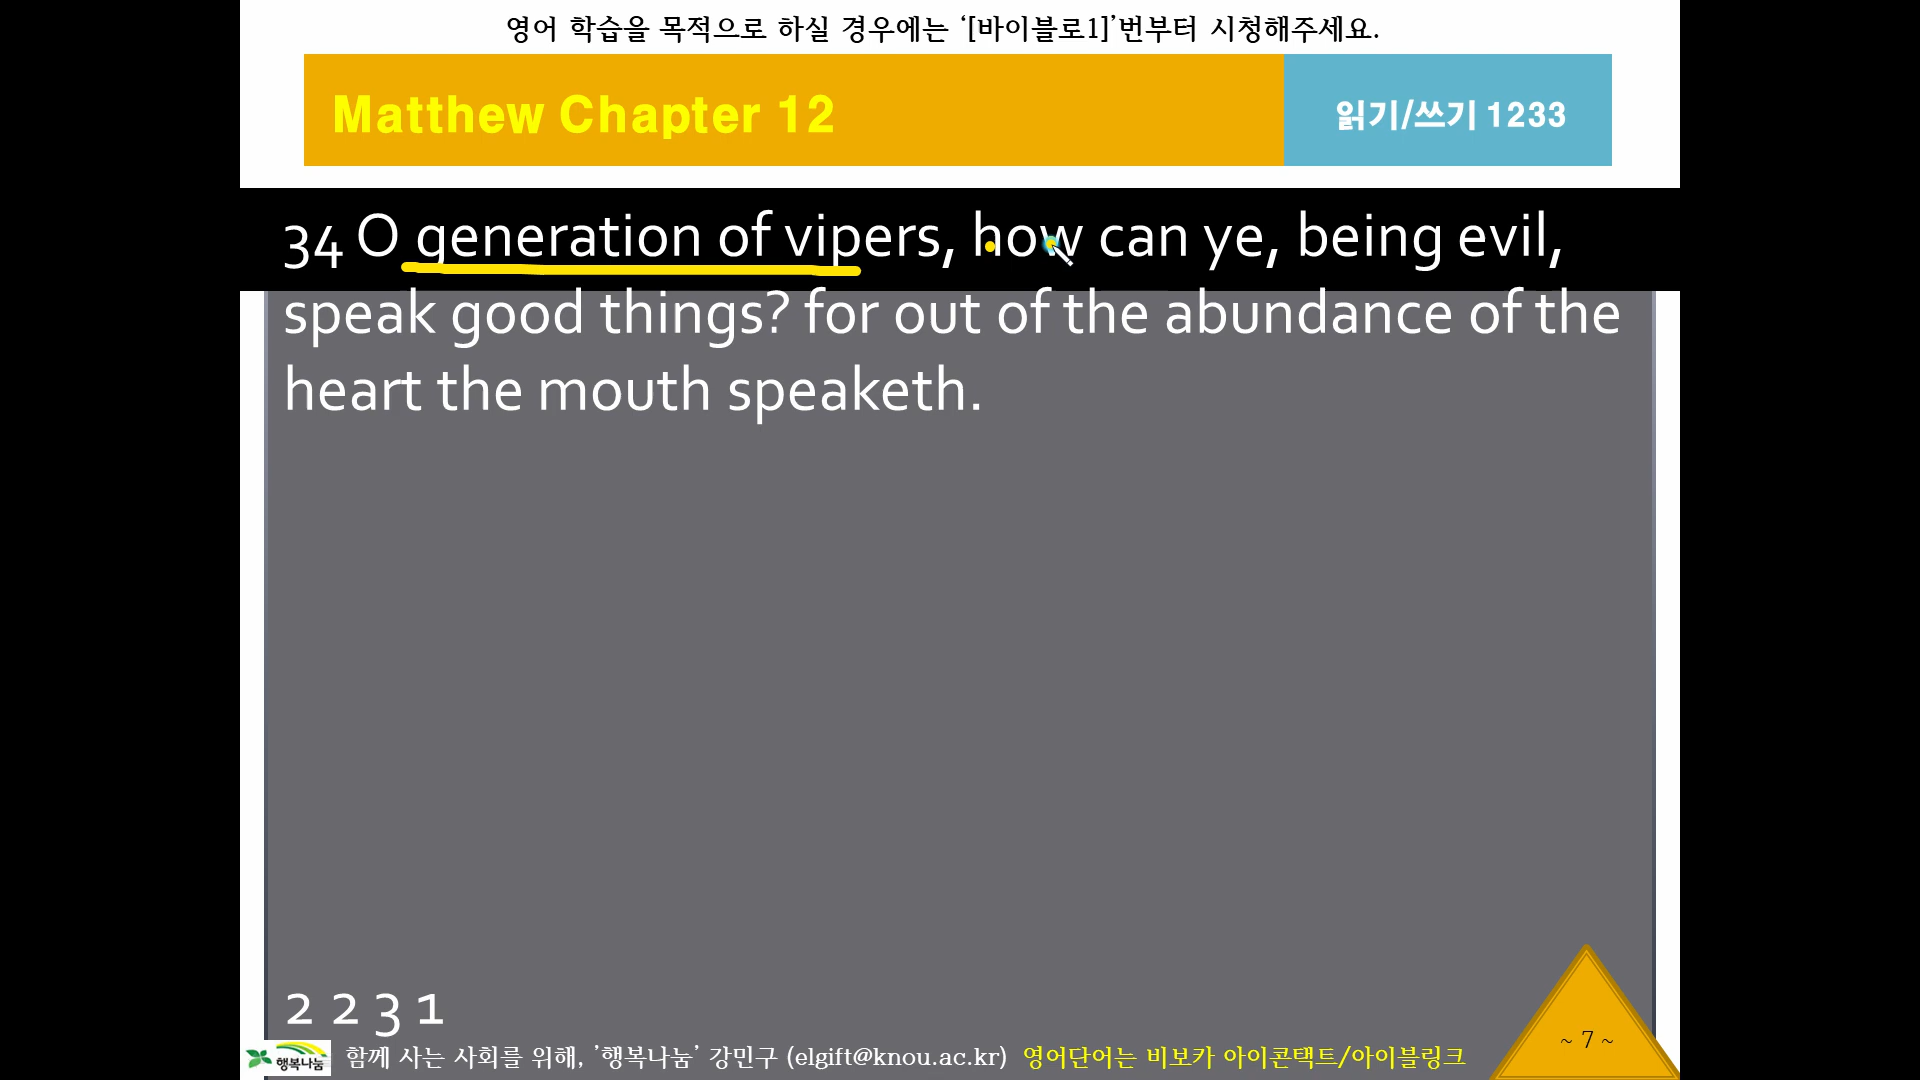 영어 학습을 목적으로 하실 경우에는 ‘[바이블로1]’번부터 시청해주세요.
Matthew Chapter 12
읽기/쓰기 1233
34 O generation of vipers, how can ye, being evil,
speak good things? for out of the abundance of the
heart the mouth speaketh.
2 2 3 1
행복나눔 함께 사는 사회를 위해, ’행복나눔’ 강민구 (elgift@knou.ac.kr) 영어단어는 비보카 아이콘택트/아이블링크
~ 7 ~